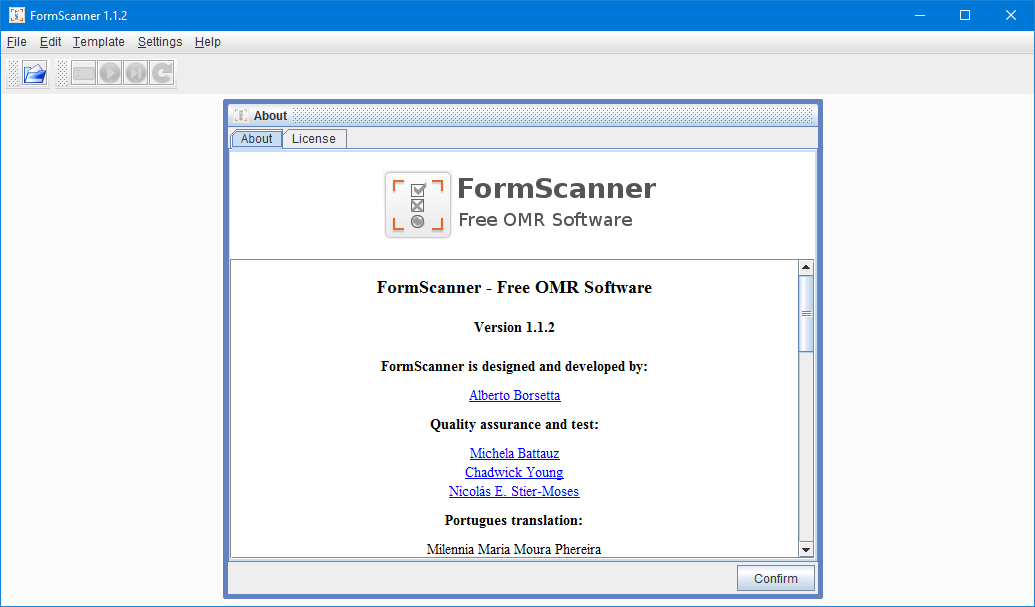 FormScanner 1.1.2
File Edit Template Settings Help
About
About License
FormScanner
Free OMR Software
FormScanner - Free OMR Software
Version 1.1.2
FormScanner is designed and developed by:
Alberto Borsetta
Quality assurance and test:
Michela Battauz
Chadwick Young
Nicolás E. Stier-Moses
Portugues translation:
Milennia Maria Moura Phereira
Confirm